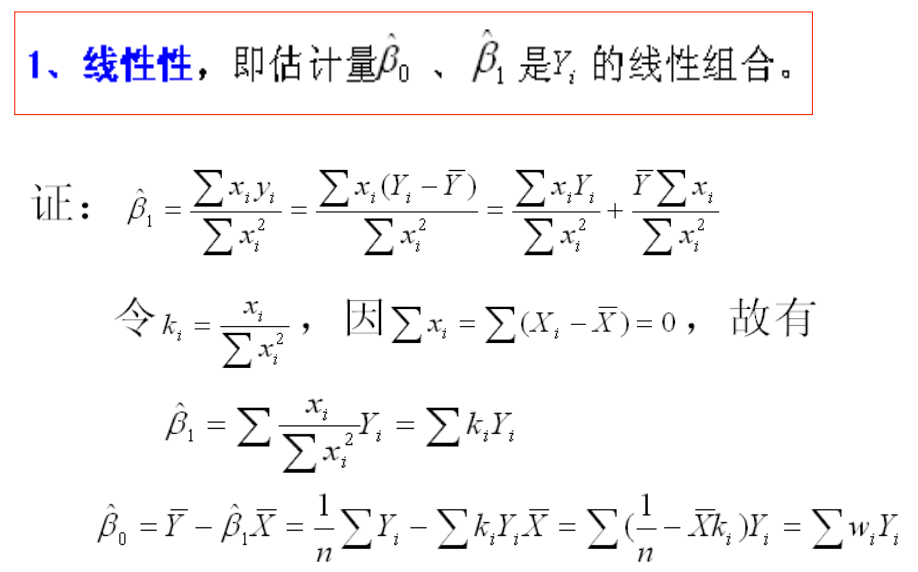 1、线性性，即估计量β̂₀ 、 β̂₁ 是Yᵢ 的线性组合。
证： β̂₁ = ∑xᵢyᵢ / ∑xᵢ² = ∑xᵢ(Yᵢ − Ȳ) / ∑xᵢ² = ∑xᵢYᵢ / ∑xᵢ² + Ȳ∑xᵢ / ∑xᵢ²
令 kᵢ = xᵢ / ∑xᵢ² ，因 ∑xᵢ = ∑(Xᵢ − X̄) = 0 ，故有
β̂₁ = ∑ xᵢ / ∑xᵢ² Yᵢ = ∑kᵢYᵢ
β̂₀ = Ȳ − β̂₁X̄ = 1/n ∑Yᵢ − ∑kᵢYᵢX̄ = ∑(1/n − X̄kᵢ)Yᵢ = ∑wᵢYᵢ